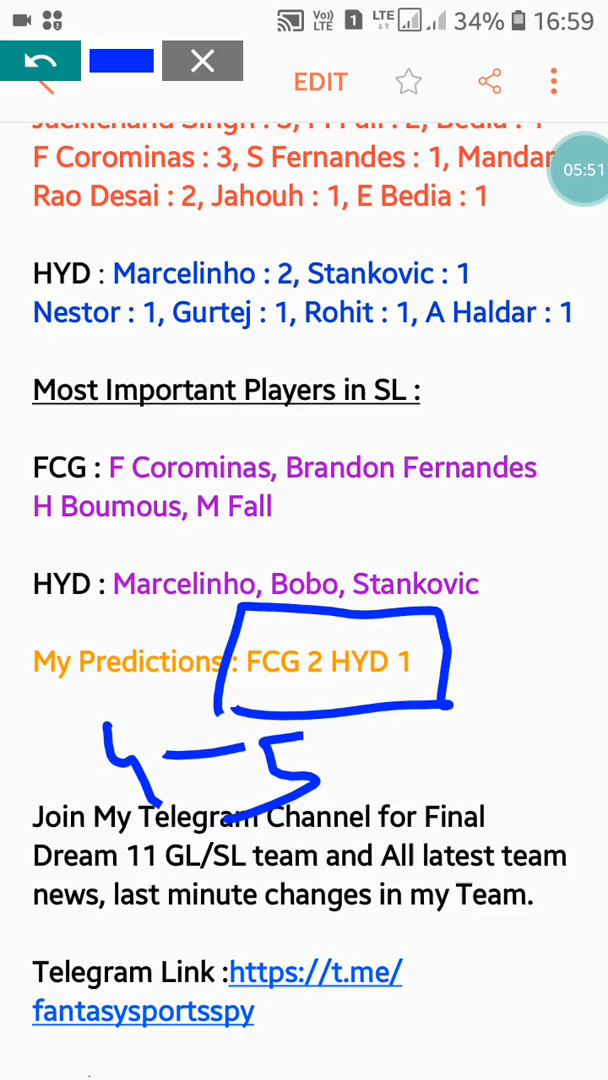 Vo)) LTE 1 LTE 34% 16:59
EDIT
F Corominas : 3, S Fernandes : 1, Mandar
05:51
Rao Desai : 2, Jahouh : 1, E Bedia : 1
HYD : Marcelinho : 2, Stankovic : 1
Nestor : 1, Gurtej : 1, Rohit : 1, A Haldar : 1
Most Important Players in SL :
FCG : F Corominas, Brandon Fernandes
H Boumous, M Fall
HYD : Marcelinho, Bobo, Stankovic
My Predictions : FCG 2 HYD 1
4 — 5
Join My Telegram Channel for Final
Dream 11 GL/SL team and All latest team
news, last minute changes in my Team.
Telegram Link :https://t.me/
fantasysportsspy